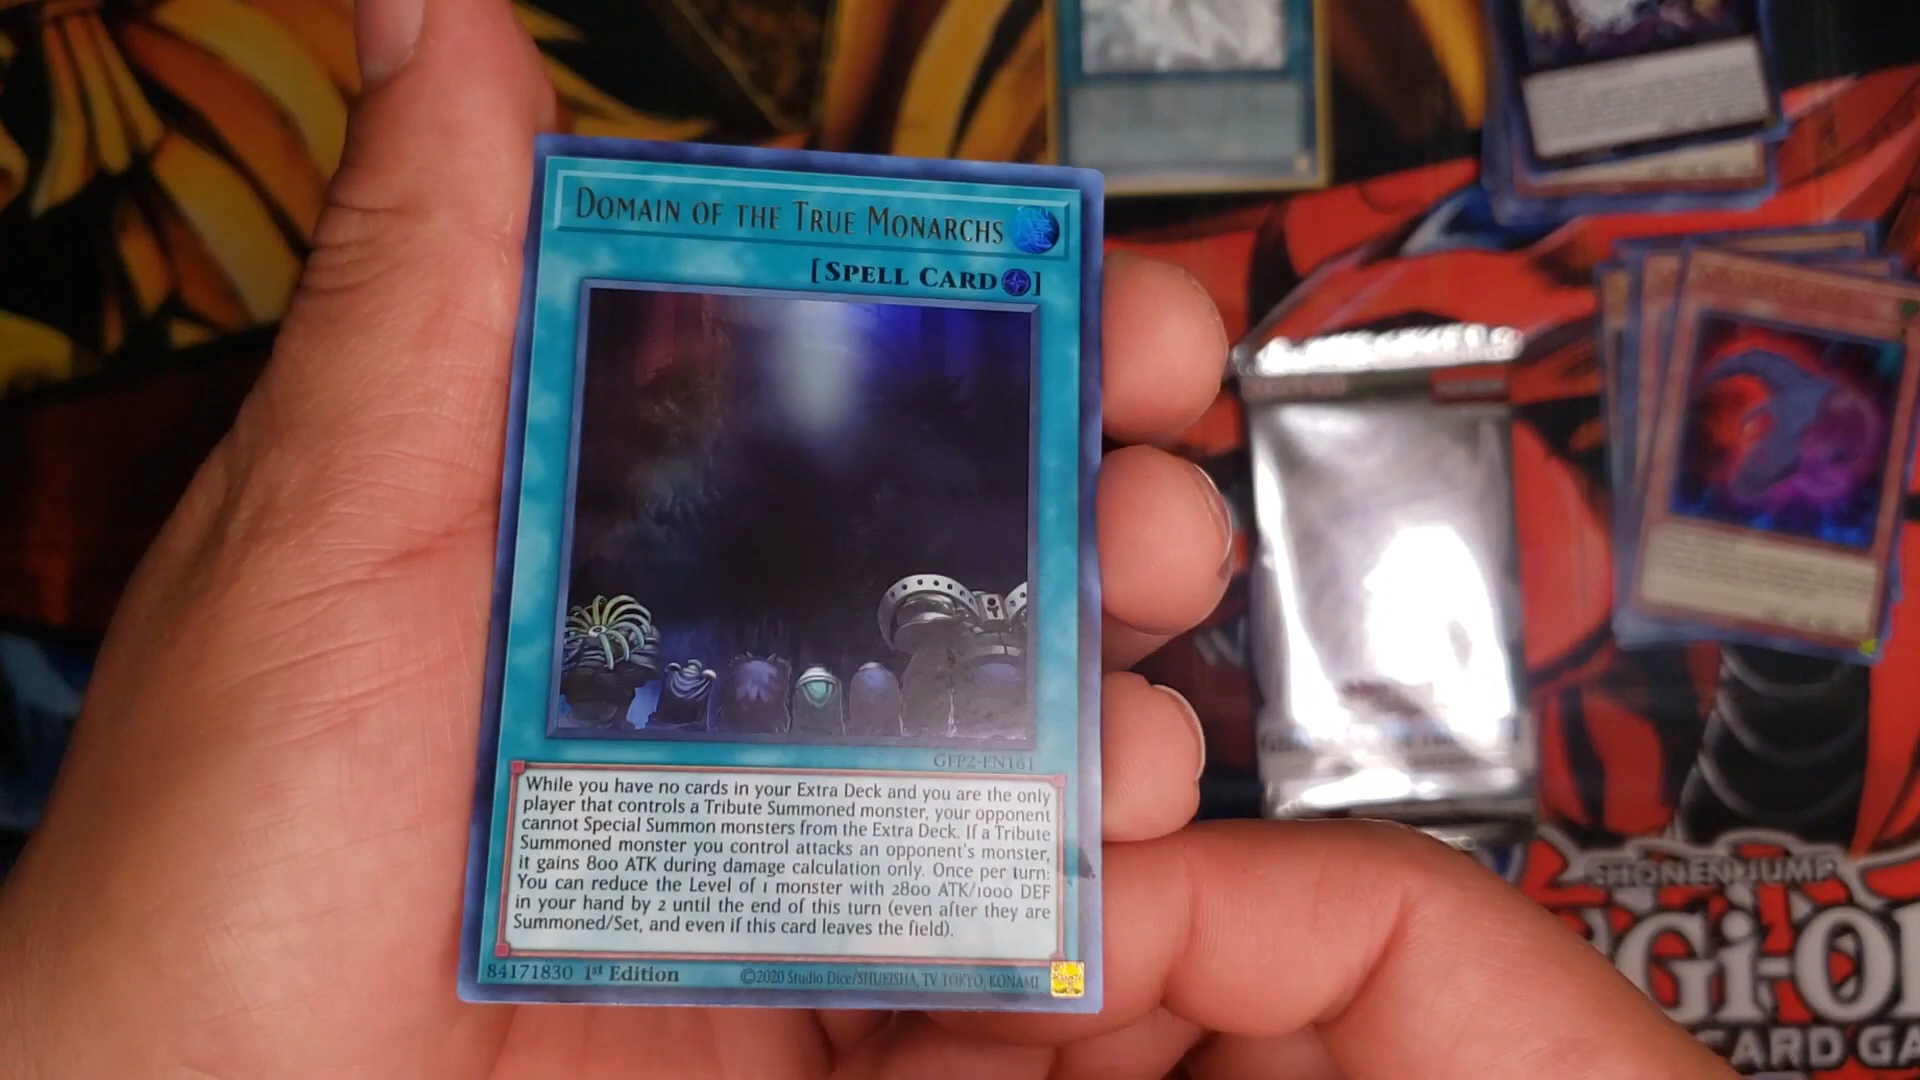 DOMAIN OF THE TRUE MONARCHS
[SPELL CARD]
GFP2-EN161
While you have no cards in your Extra Deck and you are the only
player that controls a Tribute Summoned monster, your opponent
cannot Special Summon monsters from the Extra Deck. If a Tribute
Summoned monster you control attacks an opponent's monster,
it gains 800 ATK during damage calculation only. Once per turn:
You can reduce the Level of 1 monster with 2800 ATK/1000 DEF
in your hand by 2 until the end of this turn (even after they are
Summoned/Set, and even if this card leaves the field).
84171830 1st Edition
©2020 Studio Dice/SHUEISHA, TV TOKYO, KONAMI
SHONEN JUMP
Gi-O
CARD GA